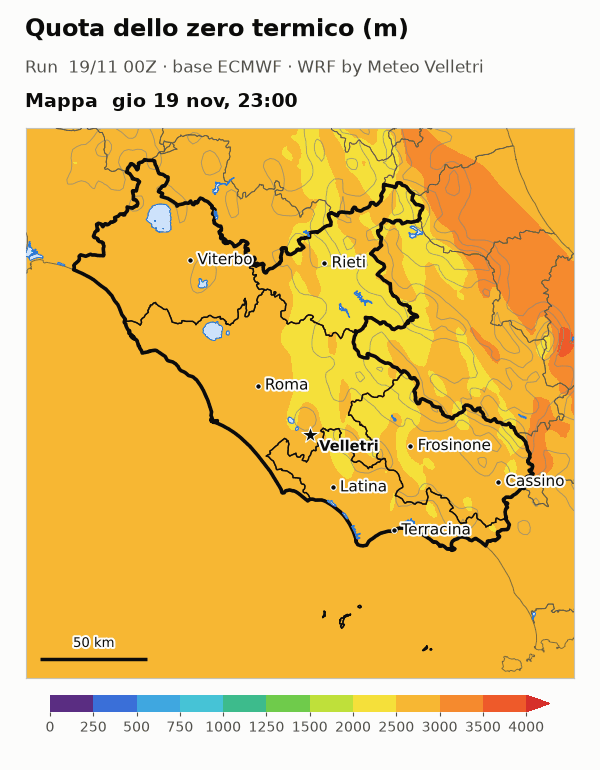 Quota dello zero termico (m)
Run  19/11 00Z · base ECMWF · WRF by Meteo Velletri
Mappa  gio 19 nov, 23:00
Viterbo
Rieti
Roma
Velletri
Frosinone
Cassino
Latina
Terracina
50 km
0 250 500 750 1000 1250 1500 2000 2500 3000 3500 4000